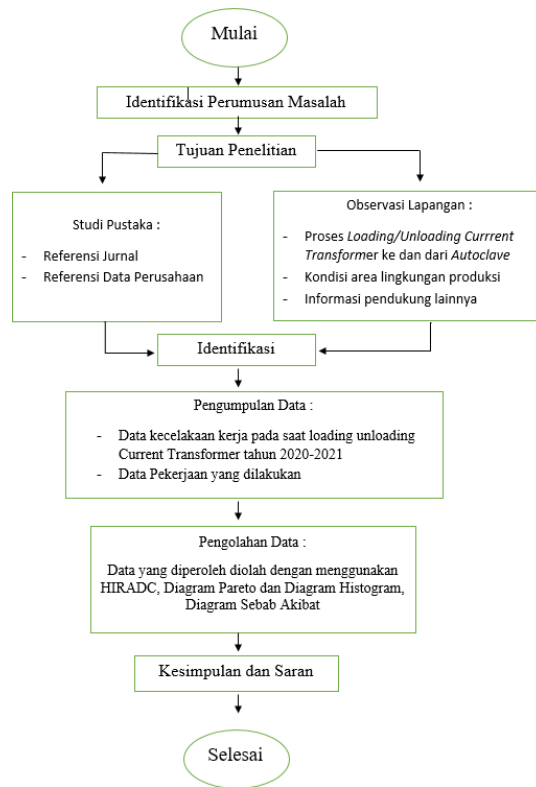 Mulai
Identifikasi Perumusan Masalah
Tujuan Penelitian
Studi Pustaka :
- Referensi Jurnal
- Referensi Data Perusahaan
Observasi Lapangan :
- Proses Loading/Unloading Currrent
Transformer ke dan dari Autoclave
- Kondisi area lingkungan produksi
- Informasi pendukung lainnya
Identifikasi
Pengumpulan Data :
- Data kecelakaan kerja pada saat loading unloading
Current Transformer tahun 2020-2021
- Data Pekerjaan yang dilakukan
Pengolahan Data :
Data yang diperoleh diolah dengan menggunakan
HIRADC, Diagram Pareto dan Diagram Histogram,
Diagram Sebab Akibat
Kesimpulan dan Saran
Selesai